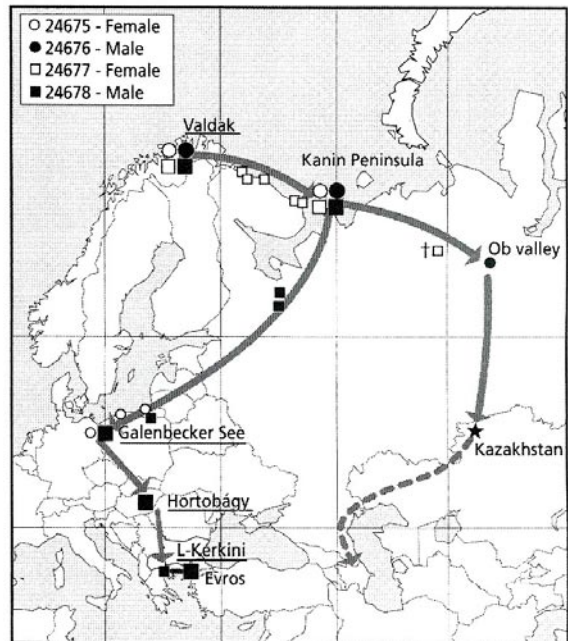 24675 - Female
24676 - Male
24677 - Female
24678 - Male
Valdak
Kanin Peninsula
Ob valley
†
Galenbecker See
Kazakhstan
Hortobágy
L-Kerkini
Evros